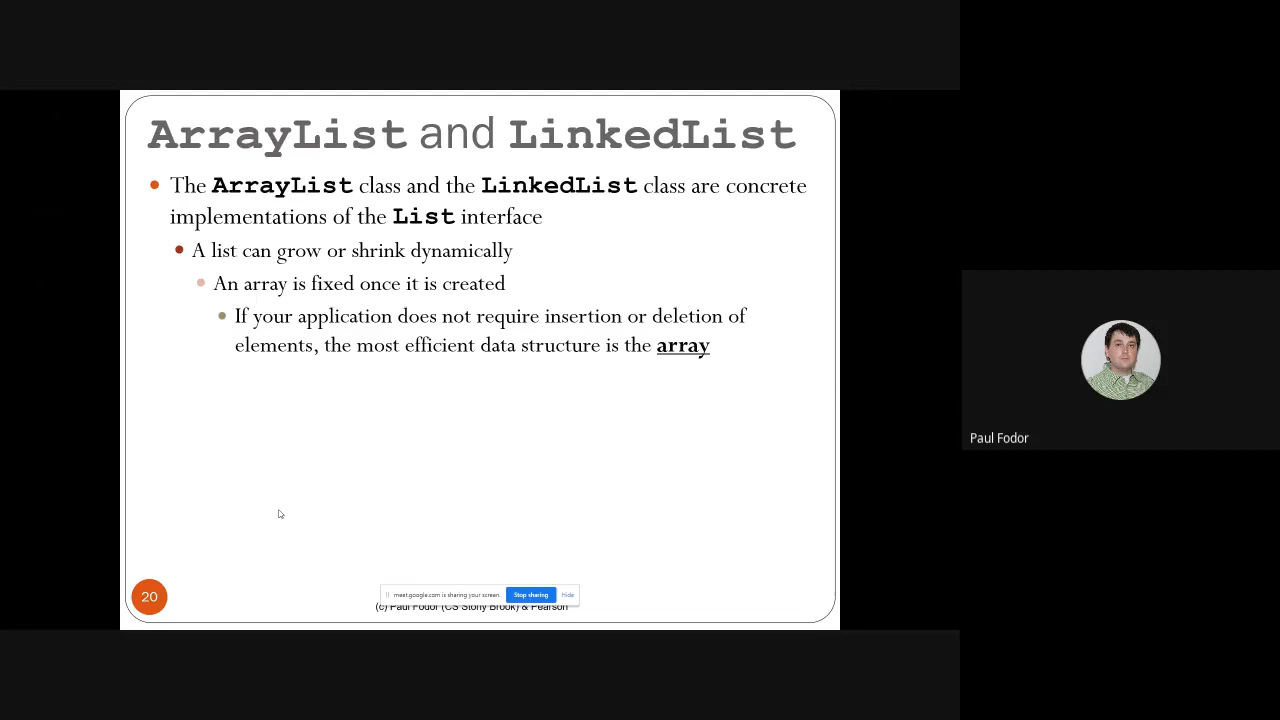 ArrayList and LinkedList
• The ArrayList class and the LinkedList class are concrete
implementations of the List interface
• A list can grow or shrink dynamically
• An array is fixed once it is created
• If your application does not require insertion or deletion of
elements, the most efficient data structure is the array
Paul Fodor
meet.google.com is sharing your screen. Stop sharing Hide
20
(c) Paul Fodor (CS Stony Brook) & Pearson